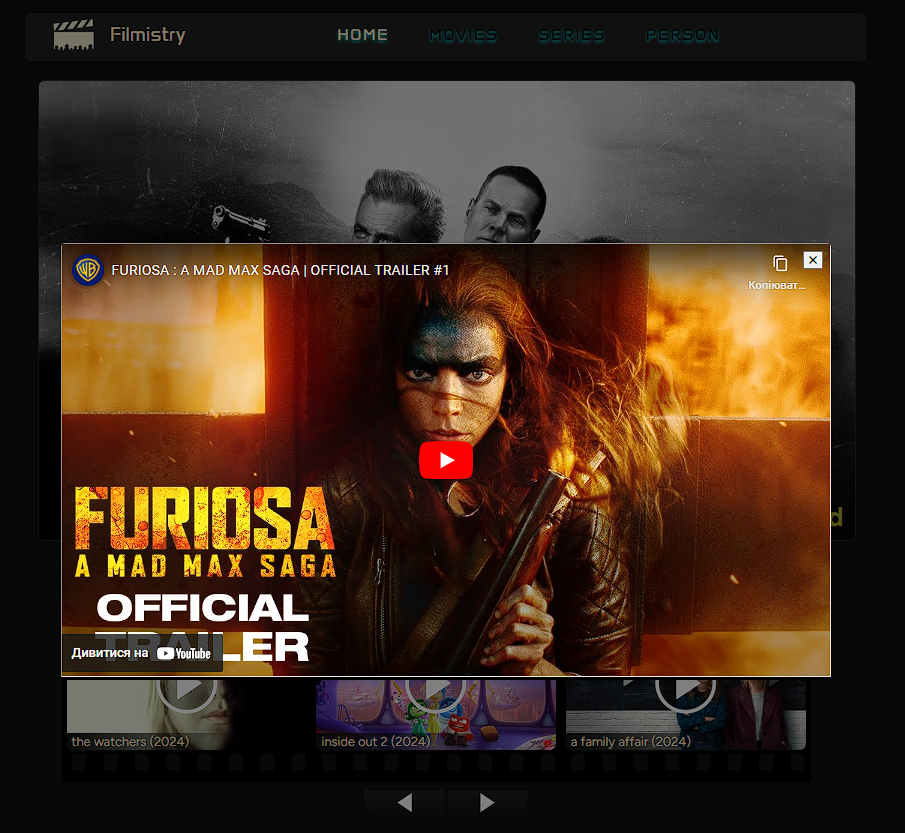 Filmistry
HOME
MOVIES
SERIES
PERSON
FURIOSA : A MAD MAX SAGA | OFFICIAL TRAILER #1
Копіюват...
FURIOSA
A MAD MAX SAGA
OFFICIAL
TRAILER
Дивитися на YouTube
the watchers (2024)
inside out 2 (2024)
a family affair (2024)